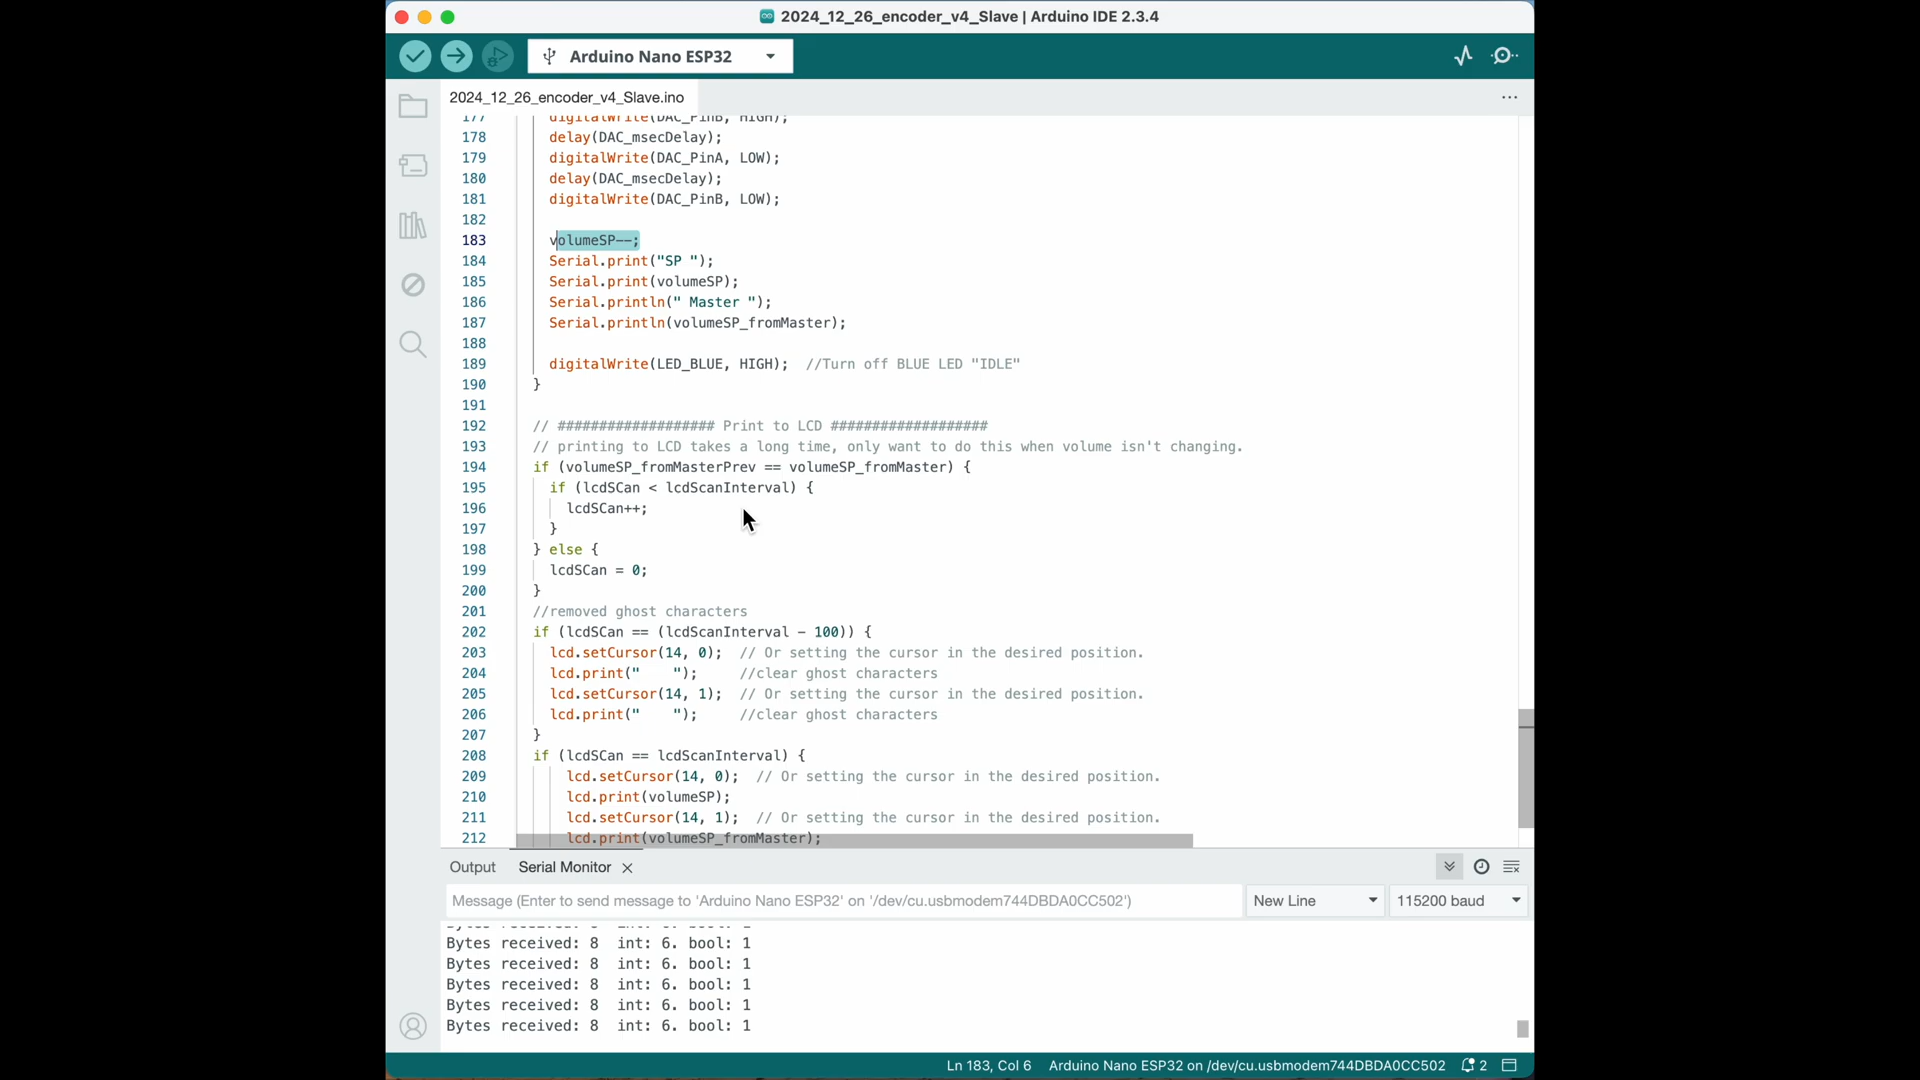 2024_12_26_encoder_v4_Slave | Arduino IDE 2.3.4
Arduino Nano ESP32
2024_12_26_encoder_v4_Slave.ino
177 digitalWrite(DAC_PinB, HIGH);
178 delay(DAC_msecDelay);
179 digitalWrite(DAC_PinA, LOW);
180 delay(DAC_msecDelay);
181 digitalWrite(DAC_PinB, LOW);
182
183 volumeSP--;
184 Serial.print("SP ");
185 Serial.print(volumeSP);
186 Serial.println(" Master ");
187 Serial.println(volumeSP_fromMaster);
188
189 digitalWrite(LED_BLUE, HIGH);  //Turn off BLUE LED "IDLE"
190 }
191
192 // ################### Print to LCD ###################
193 // printing to LCD takes a long time, only want to do this when volume isn't changing.
194 if (volumeSP_fromMasterPrev == volumeSP_fromMaster) {
195 if (lcdSCan < lcdScanInterval) {
196 lcdSCan++;
197 }
198 } else {
199 lcdSCan = 0;
200 }
201 //removed ghost characters
202 if (lcdSCan == (lcdScanInterval - 100)) {
203 lcd.setCursor(14, 0);  // Or setting the cursor in the desired position.
204 lcd.print("    ");     //clear ghost characters
205 lcd.setCursor(14, 1);  // Or setting the cursor in the desired position.
206 lcd.print("    ");     //clear ghost characters
207 }
208 if (lcdSCan == lcdScanInterval) {
209 lcd.setCursor(14, 0);  // Or setting the cursor in the desired position.
210 lcd.print(volumeSP);
211 lcd.setCursor(14, 1);  // Or setting the cursor in the desired position.
212 lcd.print(volumeSP_fromMaster);
Output Serial Monitor
Message (Enter to send message to 'Arduino Nano ESP32' on '/dev/cu.usbmodem744DBDA0CC502') New Line 115200 baud
Bytes received: 8  int: 6. bool: 1
Bytes received: 8  int: 6. bool: 1
Bytes received: 8  int: 6. bool: 1
Bytes received: 8  int: 6. bool: 1
Bytes received: 8  int: 6. bool: 1
Ln 183, Col 6 Arduino Nano ESP32 on /dev/cu.usbmodem744DBDA0CC502 2